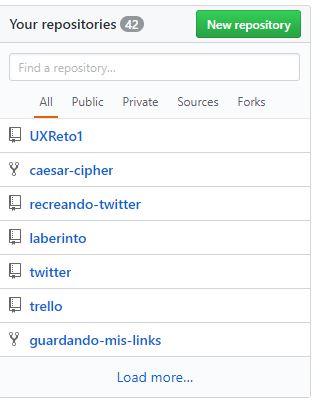 Your repositories 42 New repository
Find a repository...
All Public Private Sources Forks
UXReto1
caesar-cipher
recreando-twitter
laberinto
twitter
trello
guardando-mis-links
Load more...